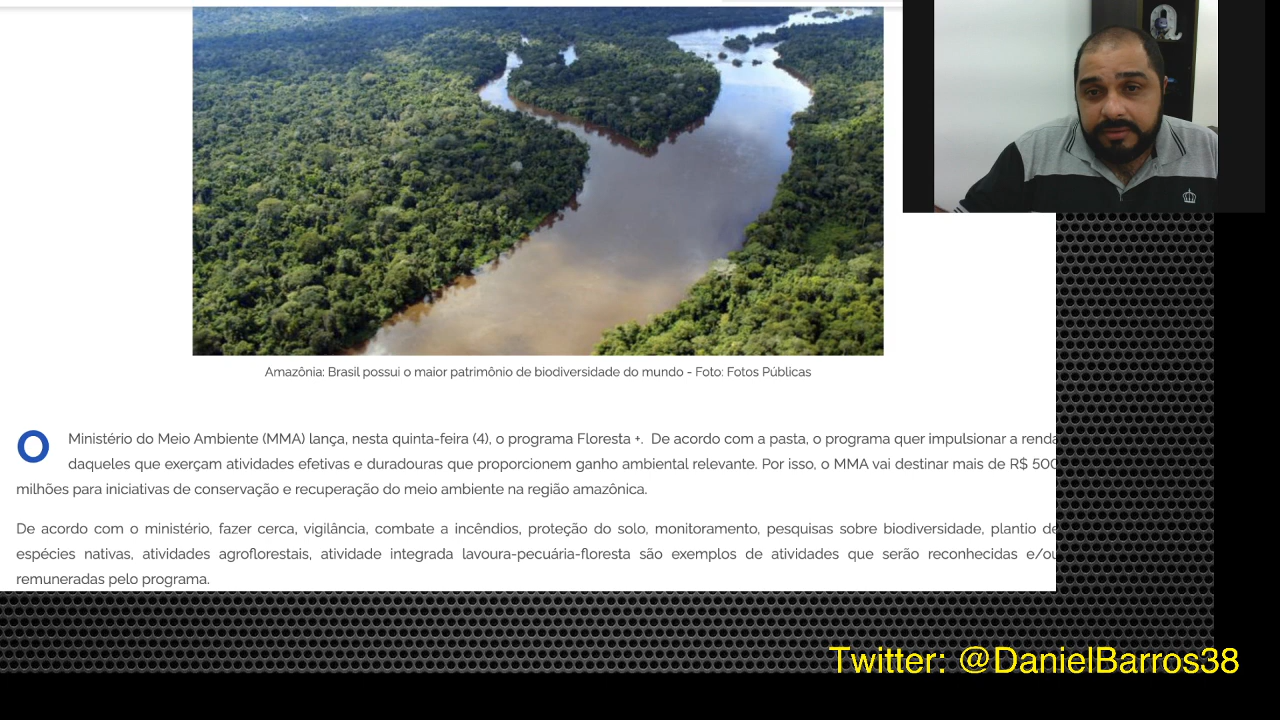 Amazônia: Brasil possui o maior patrimônio de biodiversidade do mundo - Foto: Fotos Públicas
O Ministério do Meio Ambiente (MMA) lança, nesta quinta-feira (4), o programa Floresta +. De acordo com a pasta, o programa quer impulsionar a renda
daqueles que exerçam atividades efetivas e duradouras que proporcionem ganho ambiental relevante. Por isso, o MMA vai destinar mais de R$ 500
milhões para iniciativas de conservação e recuperação do meio ambiente na região amazônica.
De acordo com o ministério, fazer cerca, vigilância, combate a incêndios, proteção do solo, monitoramento, pesquisas sobre biodiversidade, plantio de
espécies nativas, atividades agroflorestais, atividade integrada lavoura-pecuária-floresta são exemplos de atividades que serão reconhecidas e/ou
remuneradas pelo programa.
Twitter: @DanielBarros38